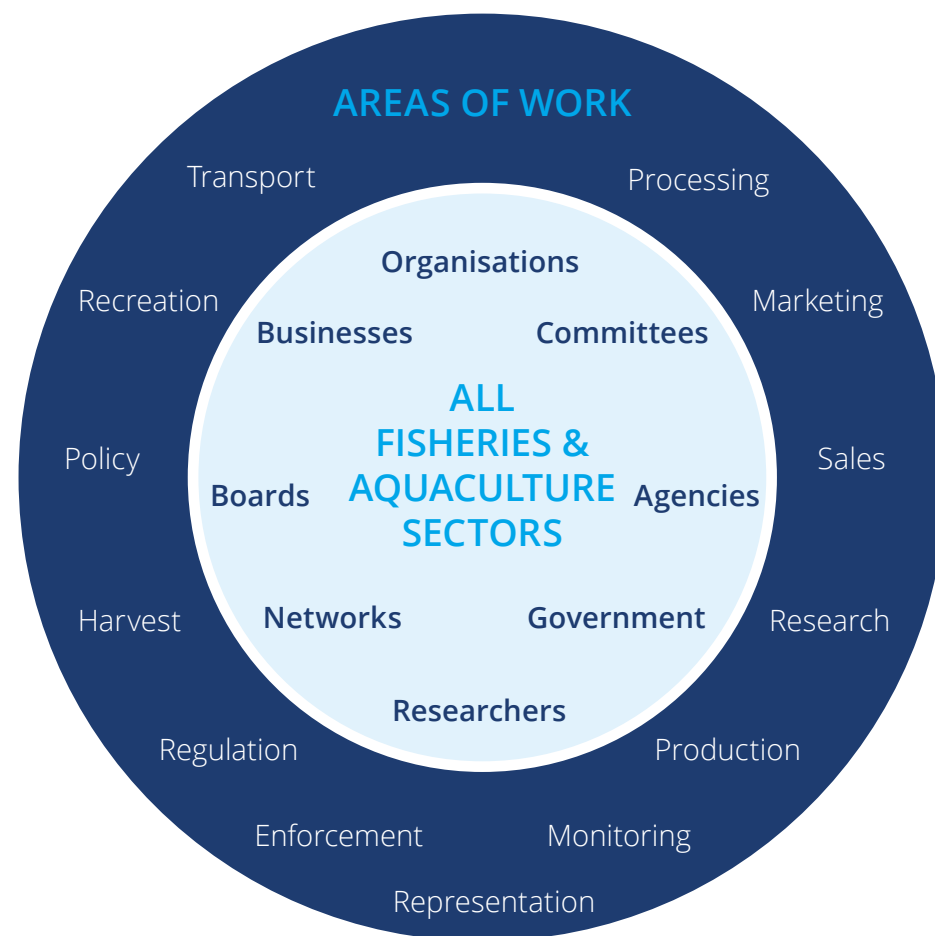 AREAS OF WORK
Transport
Processing
Organisations
Recreation
Marketing
Businesses
Committees
ALL
FISHERIES &
AQUACULTURE
SECTORS
Policy
Sales
Boards
Agencies
Networks
Government
Harvest
Research
Researchers
Regulation
Production
Enforcement
Monitoring
Representation